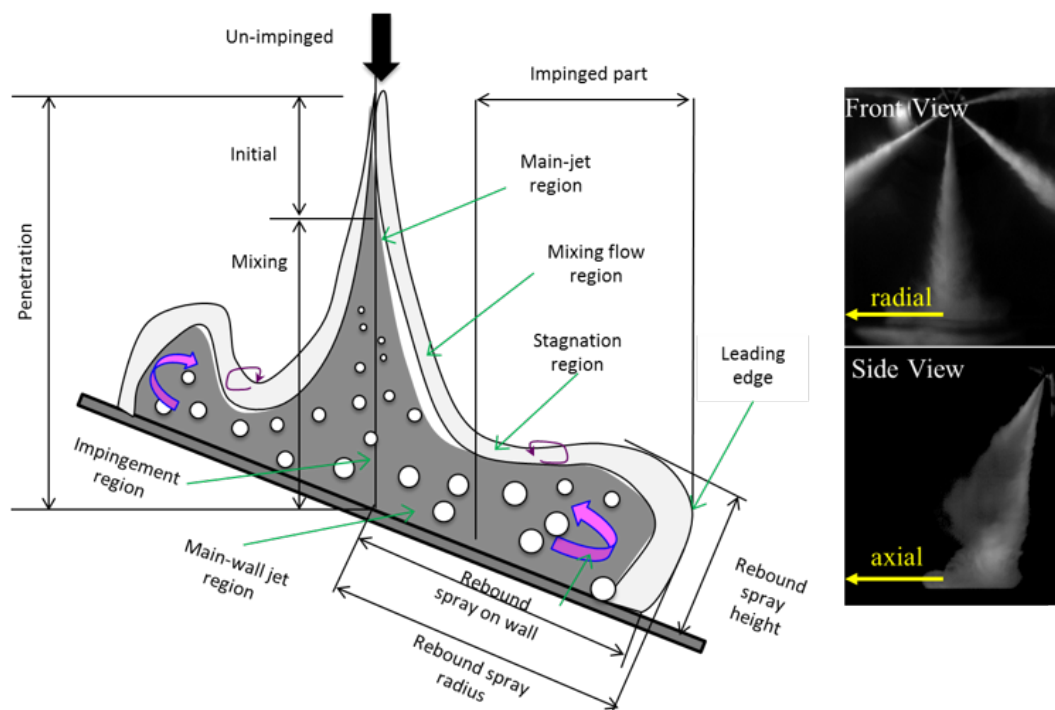 Un-impinged
Impinged part
Initial
Main-jet
region
Penetration
Mixing
Mixing flow
region
Stagnation
region
Leading
edge
Impingement
region
Main-wall jet
region
Rebound
spray on wall
Rebound spray
radius
Rebound
spray
height
Front View
radial
Side View
axial